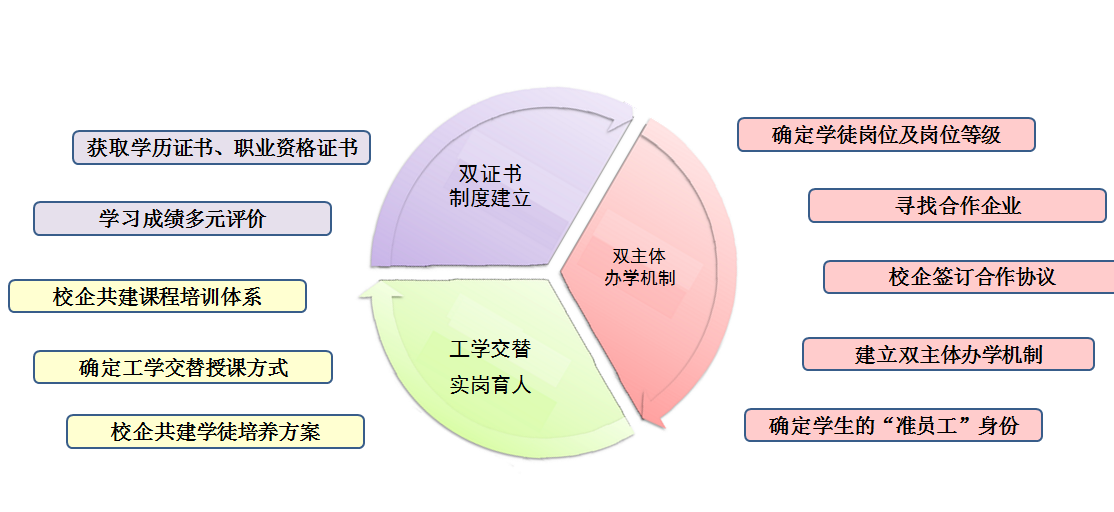 获取学历证书、职业资格证书
学习成绩多元评价
校企共建课程培训体系
确定工学交替授课方式
校企共建学徒培养方案
双证书
制度建立
双主体
办学机制
工学交替
实岗育人
确定学徒岗位及岗位等级
寻找合作企业
校企签订合作协议
建立双主体办学机制
确定学生的“准员工”身份